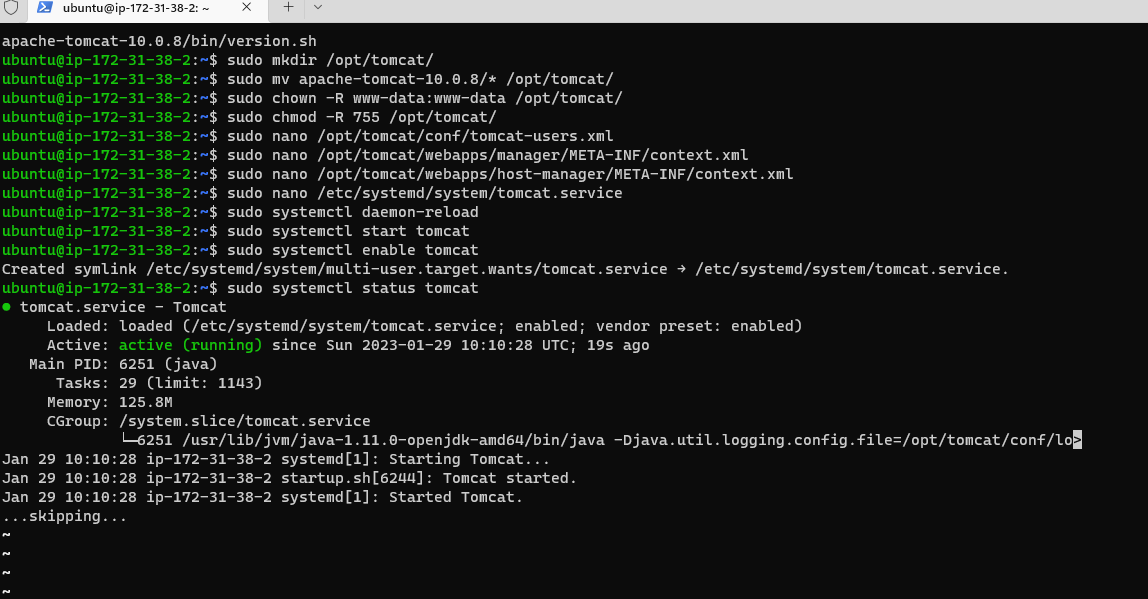 ubuntu@ip-172-31-38-2: ~
apache-tomcat-10.0.8/bin/version.sh
ubuntu@ip-172-31-38-2:~$ sudo mkdir /opt/tomcat/
ubuntu@ip-172-31-38-2:~$ sudo mv apache-tomcat-10.0.8/* /opt/tomcat/
ubuntu@ip-172-31-38-2:~$ sudo chown -R www-data:www-data /opt/tomcat/
ubuntu@ip-172-31-38-2:~$ sudo chmod -R 755 /opt/tomcat/
ubuntu@ip-172-31-38-2:~$ sudo nano /opt/tomcat/conf/tomcat-users.xml
ubuntu@ip-172-31-38-2:~$ sudo nano /opt/tomcat/webapps/manager/META-INF/context.xml
ubuntu@ip-172-31-38-2:~$ sudo nano /opt/tomcat/webapps/host-manager/META-INF/context.xml
ubuntu@ip-172-31-38-2:~$ sudo nano /etc/systemd/system/tomcat.service
ubuntu@ip-172-31-38-2:~$ sudo systemctl daemon-reload
ubuntu@ip-172-31-38-2:~$ sudo systemctl start tomcat
ubuntu@ip-172-31-38-2:~$ sudo systemctl enable tomcat
Created symlink /etc/systemd/system/multi-user.target.wants/tomcat.service → /etc/systemd/system/tomcat.service.
ubuntu@ip-172-31-38-2:~$ sudo systemctl status tomcat
● tomcat.service - Tomcat
Loaded: loaded (/etc/systemd/system/tomcat.service; enabled; vendor preset: enabled)
Active: active (running) since Sun 2023-01-29 10:10:28 UTC; 19s ago
Main PID: 6251 (java)
Tasks: 29 (limit: 1143)
Memory: 125.8M
CGroup: /system.slice/tomcat.service
└─6251 /usr/lib/jvm/java-1.11.0-openjdk-amd64/bin/java -Djava.util.logging.config.file=/opt/tomcat/conf/lo>
Jan 29 10:10:28 ip-172-31-38-2 systemd[1]: Starting Tomcat...
Jan 29 10:10:28 ip-172-31-38-2 startup.sh[6244]: Tomcat started.
Jan 29 10:10:28 ip-172-31-38-2 systemd[1]: Started Tomcat.
...skipping...
~
~
~
~